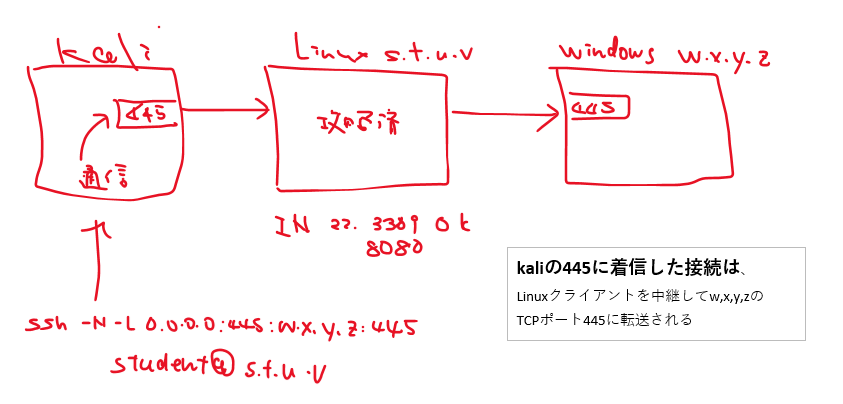 kali
445
通信
Linux s.t.u.v
攻略済
IN 22. 3389 ok
8080
windows w.x.y.z
445
ssh -N -L 0.0.0.0:445:w.x.y.z:445
student@s.t.u.v
kaliの445に着信した接続は、
Linuxクライアントを中継してw,x,y,zの
TCPポート445に転送される